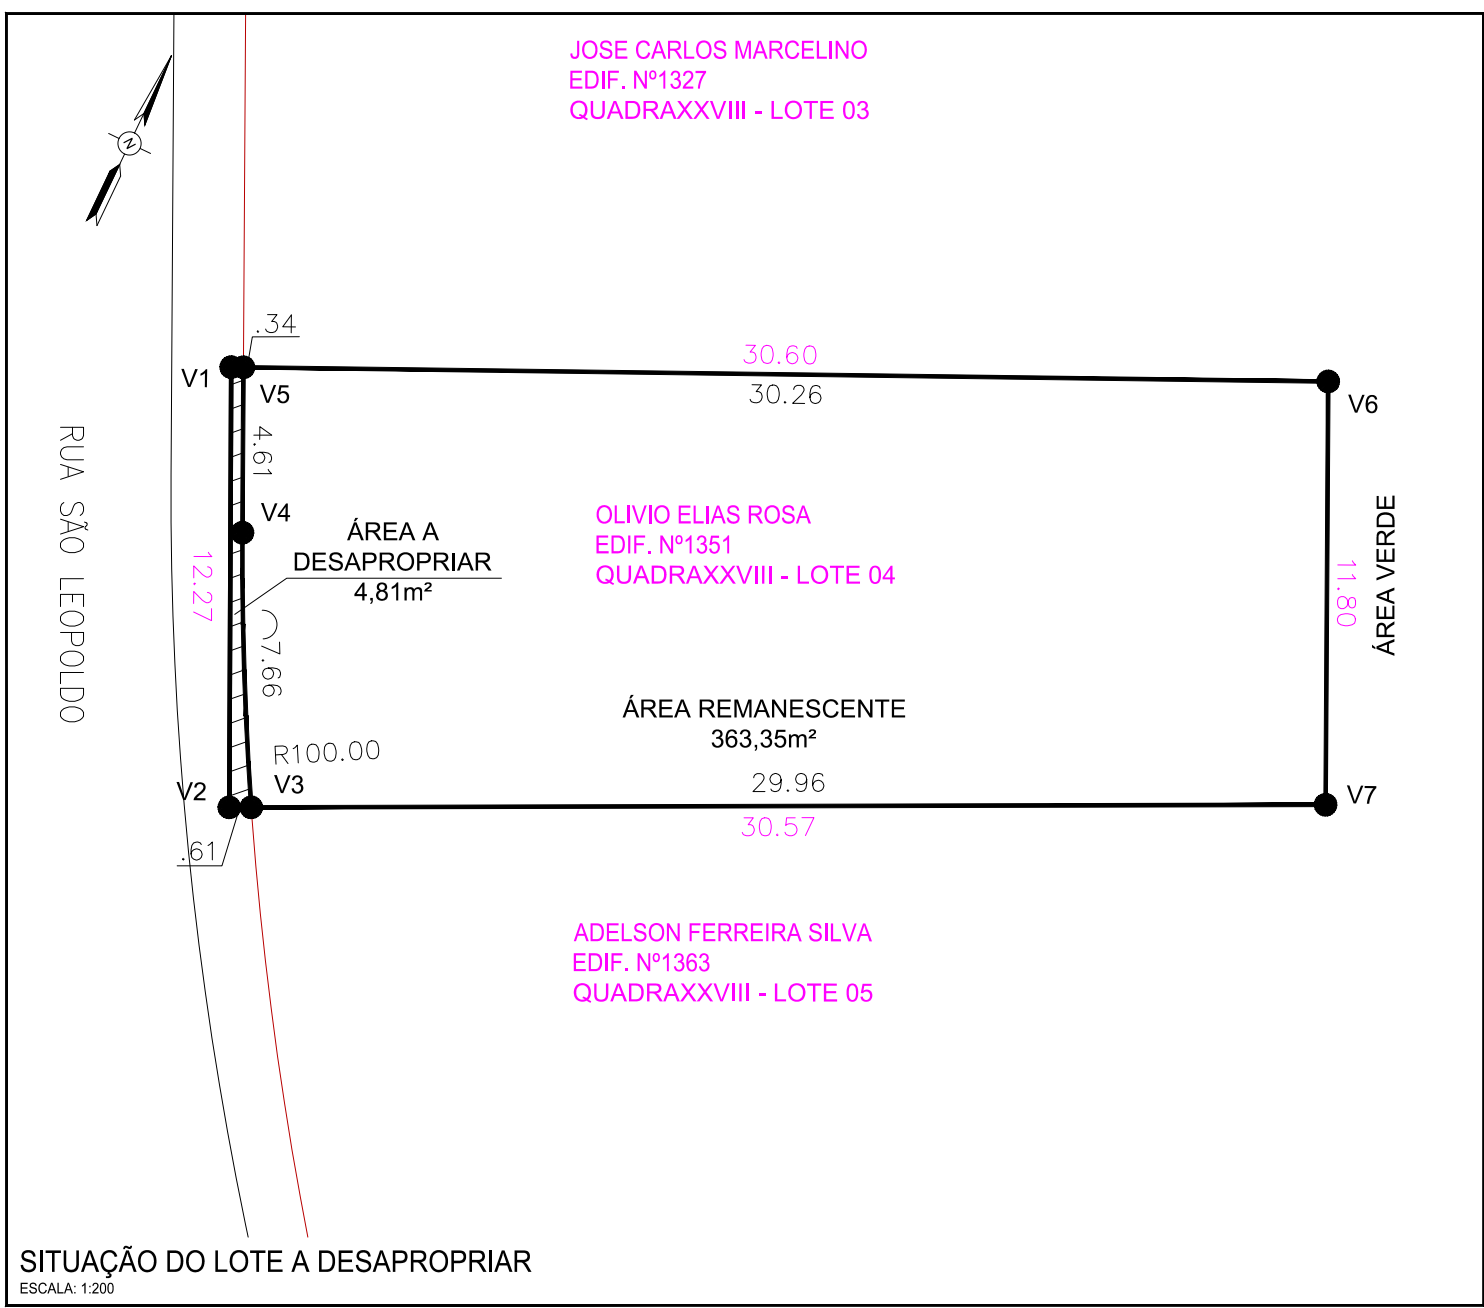 JOSE CARLOS MARCELINO
EDIF. Nº1327
QUADRAXXVIII - LOTE 03
N
.34
30.60
30.26
V1
V5
V6
4.61
V4
RUA SÃO LEOPOLDO
12.27
ÁREA A
DESAPROPRIAR
4,81m²
OLIVIO ELIAS ROSA
EDIF. Nº1351
QUADRAXXVIII - LOTE 04
11.80
ÁREA VERDE
7.66
ÁREA REMANESCENTE
363,35m²
R100.00
V2
V3
29.96
V7
30.57
.61
ADELSON FERREIRA SILVA
EDIF. Nº1363
QUADRAXXVIII - LOTE 05
SITUAÇÃO DO LOTE A DESAPROPRIAR
ESCALA: 1:200